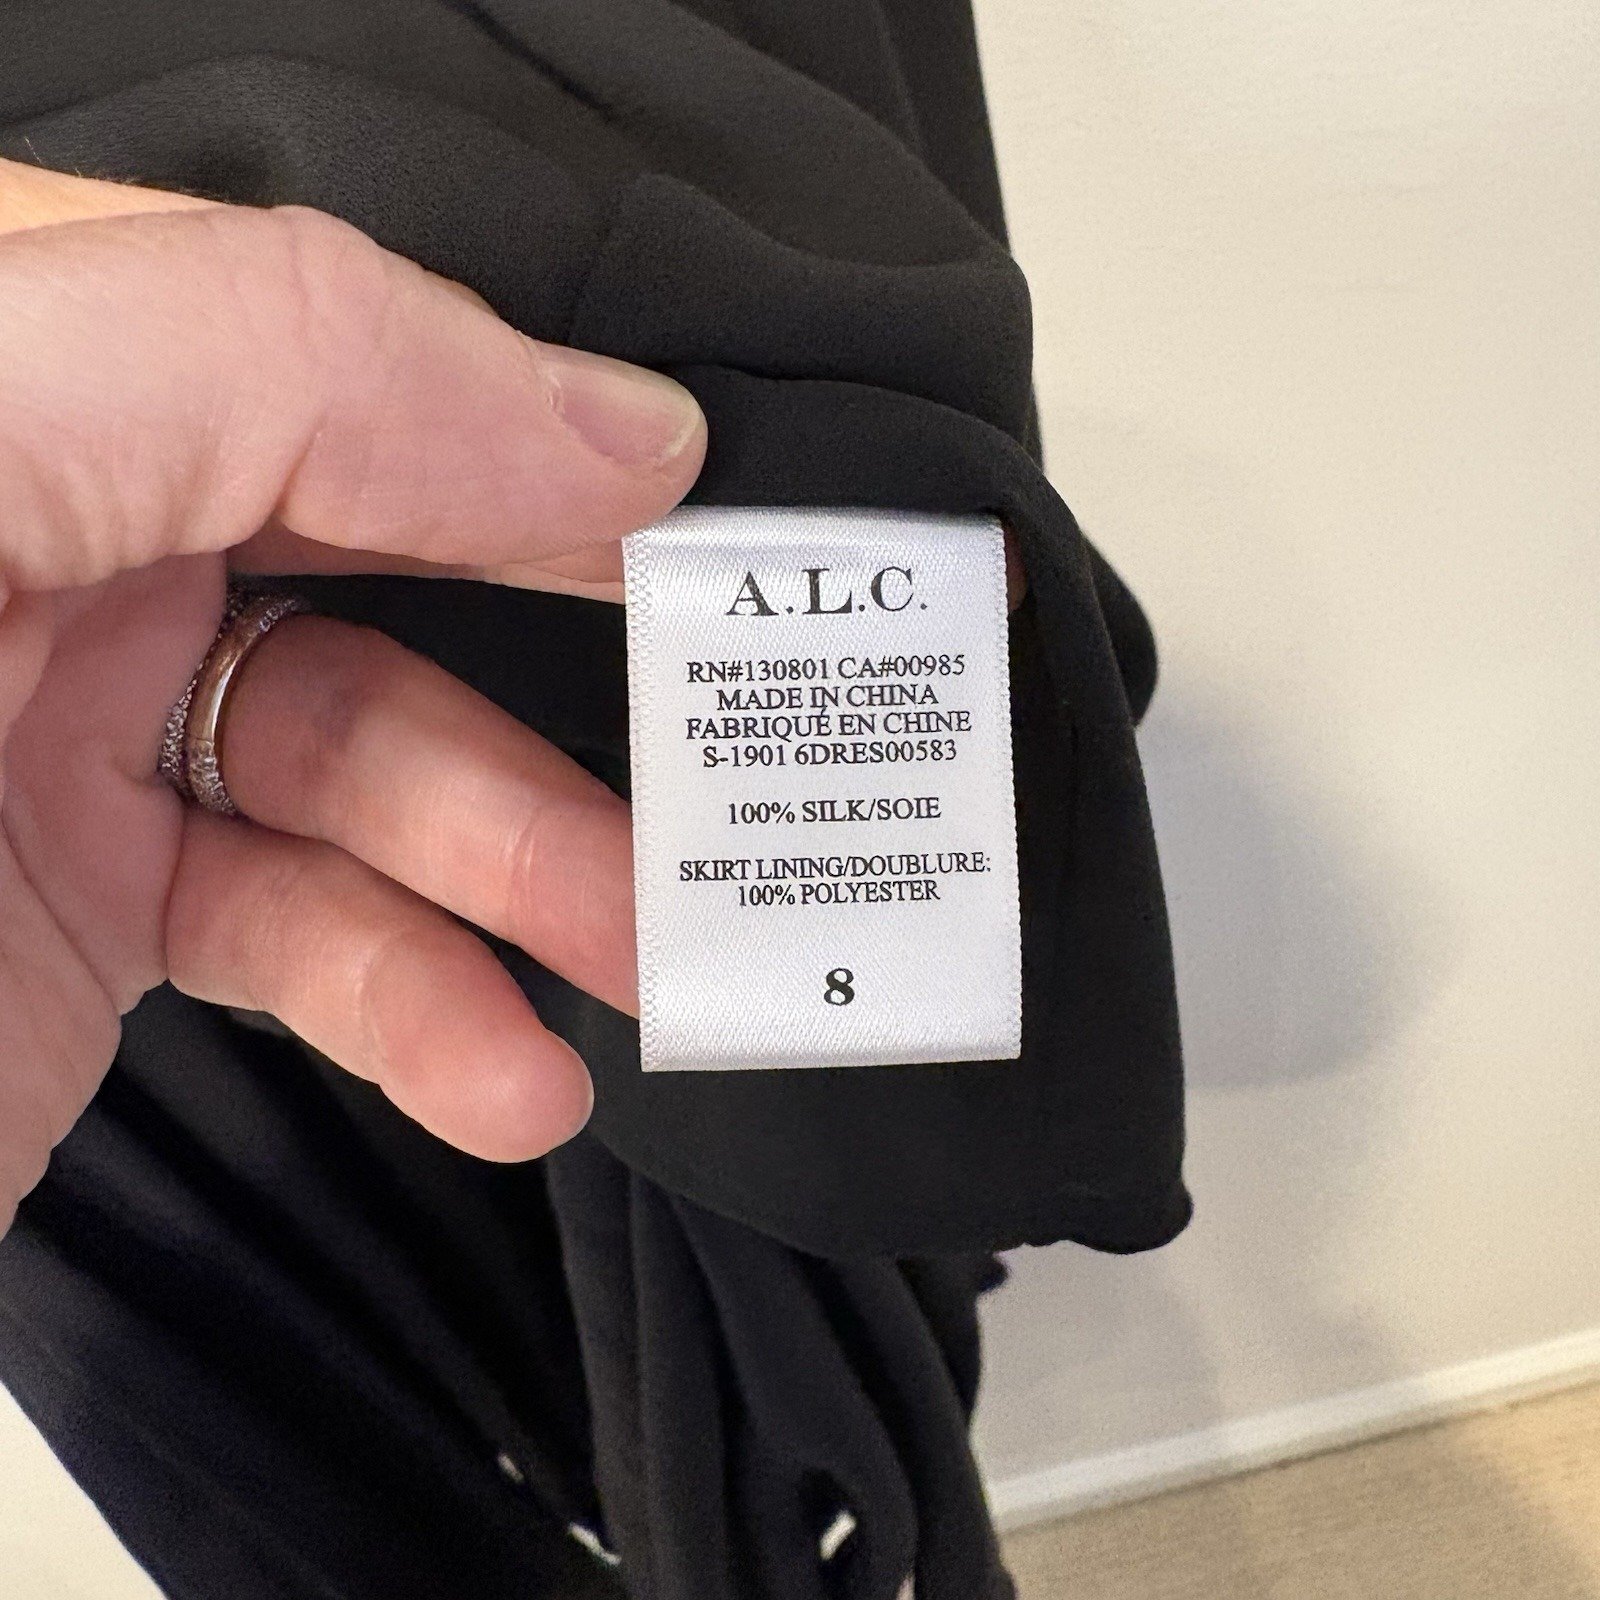 A.L.C.
RN#130801 CA#00985
MADE IN CHINA
FABRIQUÉ EN CHINE
S-1901 6DRES00583
100% SILK/SOIE
SKIRT LINING/DOUBLURE:
100% POLYESTER
8